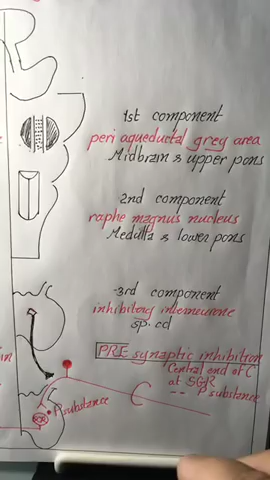 1st component
peri aqueductal grey area
Midbrain & upper pons
2nd component
raphe magnus nucleus
Medulla & lower pons
3rd component
inhibitory interneurone
sp. cd
PRE synaptic inhibition
Central end of C
at SGR
-- P substance
P substance
C
in